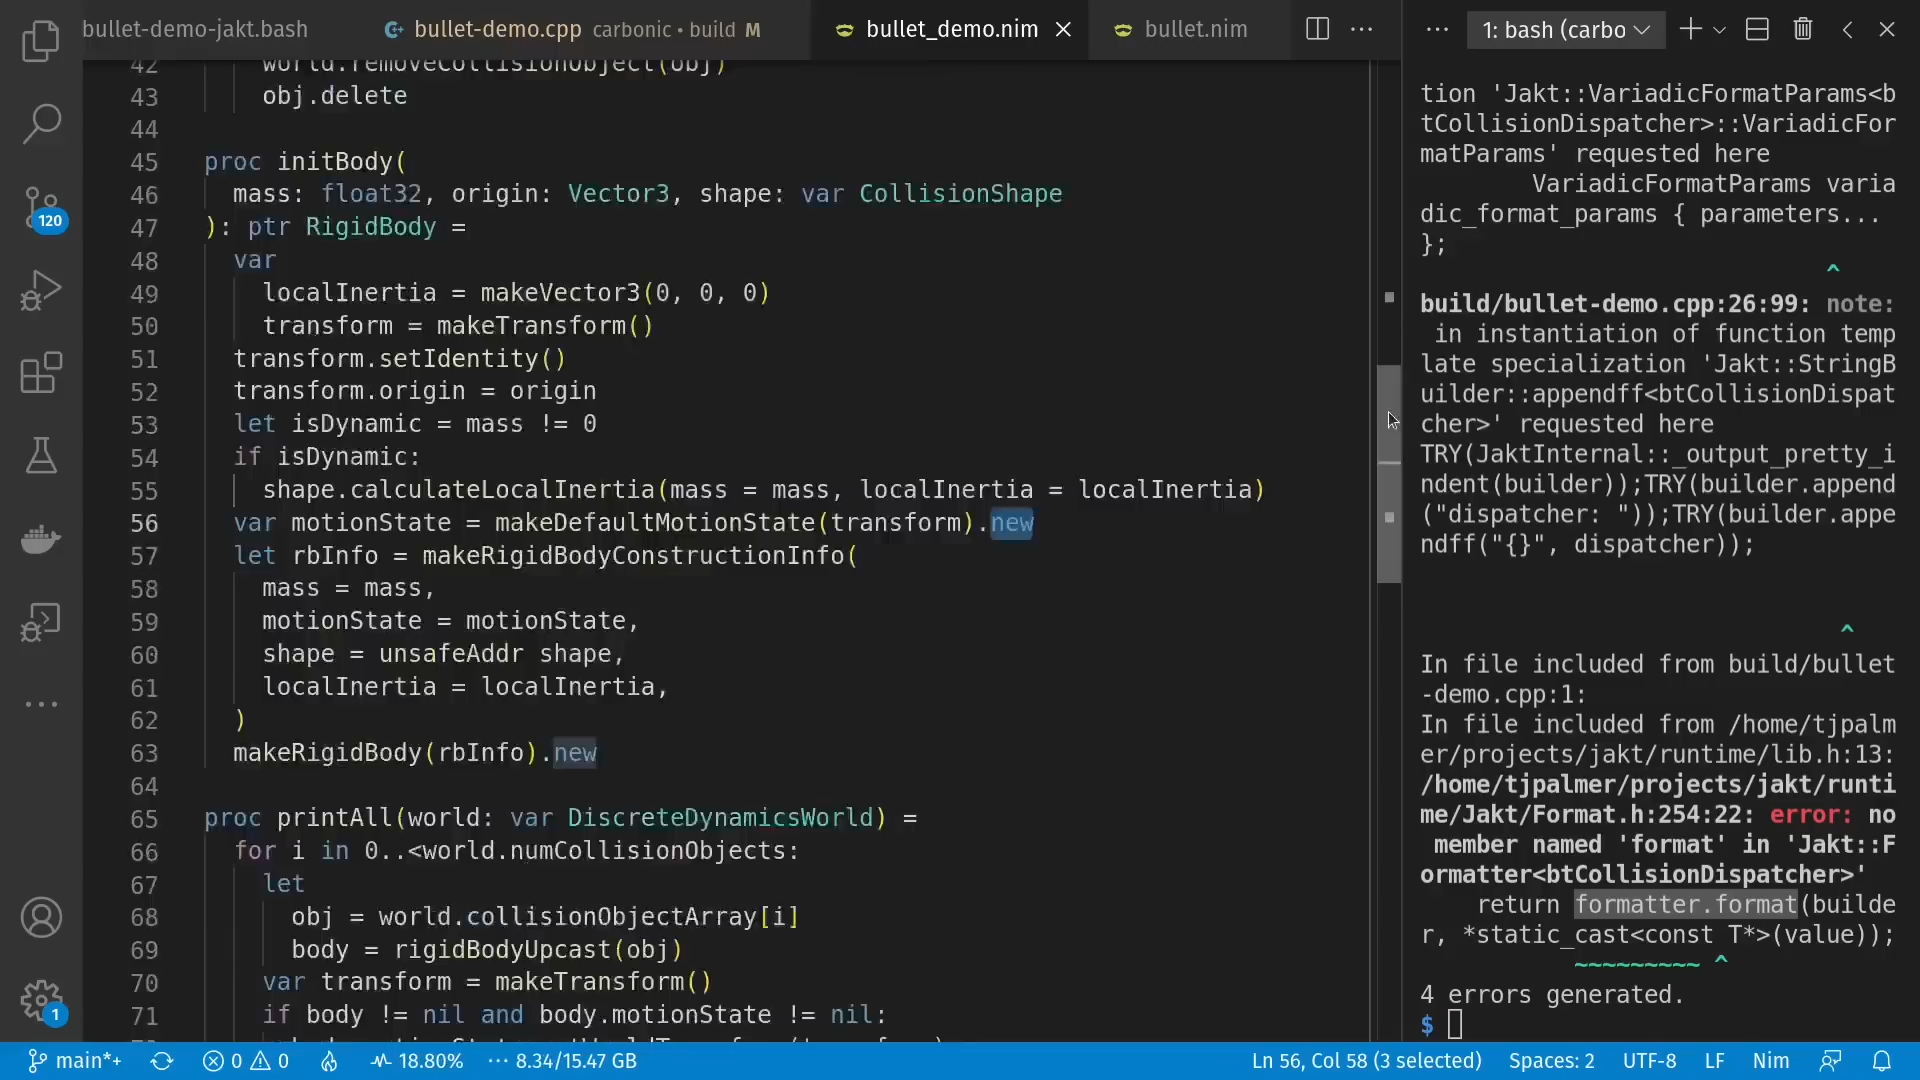 bullet-demo-jakt.bash
bullet-demo.cpp carbonic • build M
bullet_demo.nim
bullet.nim
1: bash (carbo
42 world.removeCollisionObject(obj)
43 obj.delete
44
45 proc initBody(
46 mass: float32, origin: Vector3, shape: var CollisionShape
47 ): ptr RigidBody =
48 var
49 localInertia = makeVector3(0, 0, 0)
50 transform = makeTransform()
51 transform.setIdentity()
52 transform.origin = origin
53 let isDynamic = mass != 0
54 if isDynamic:
55 shape.calculateLocalInertia(mass = mass, localInertia = localInertia)
56 var motionState = makeDefaultMotionState(transform).new
57 let rbInfo = makeRigidBodyConstructionInfo(
58 mass = mass,
59 motionState = motionState,
60 shape = unsafeAddr shape,
61 localInertia = localInertia,
62 )
63 makeRigidBody(rbInfo).new
64
65 proc printAll(world: var DiscreteDynamicsWorld) =
66 for i in 0..<world.numCollisionObjects:
67 let
68 obj = world.collisionObjectArray[i]
69 body = rigidBodyUpcast(obj)
70 var transform = makeTransform()
71 if body != nil and body.motionState != nil:
tion 'Jakt::VariadicFormatParams<b
tCollisionDispatcher>::VariadicFor
matParams' requested here
VariadicFormatParams varia
dic_format_params { parameters...
};
^
build/bullet-demo.cpp:26:99: note:
in instantiation of function temp
late specialization 'Jakt::StringB
uilder::appendff<btCollisionDispat
cher>' requested here
TRY(JaktInternal::_output_pretty_i
ndent(builder));TRY(builder.append
("dispatcher: "));TRY(builder.appe
ndff("{}", dispatcher));
^
In file included from build/bullet
-demo.cpp:1:
In file included from /home/tjpalm
er/projects/jakt/runtime/lib.h:13:
/home/tjpalmer/projects/jakt/runti
me/Jakt/Format.h:254:22: error: no
member named 'format' in 'Jakt::F
ormatter<btCollisionDispatcher>'
return formatter.format(builde
r, *static_cast<const T*>(value));
~~~~~~~~~ ^
4 errors generated.
$
120
1
main*+ 0 0 18.80% ··· 8.34/15.47 GB Ln 56, Col 58 (3 selected) Spaces: 2 UTF-8 LF Nim